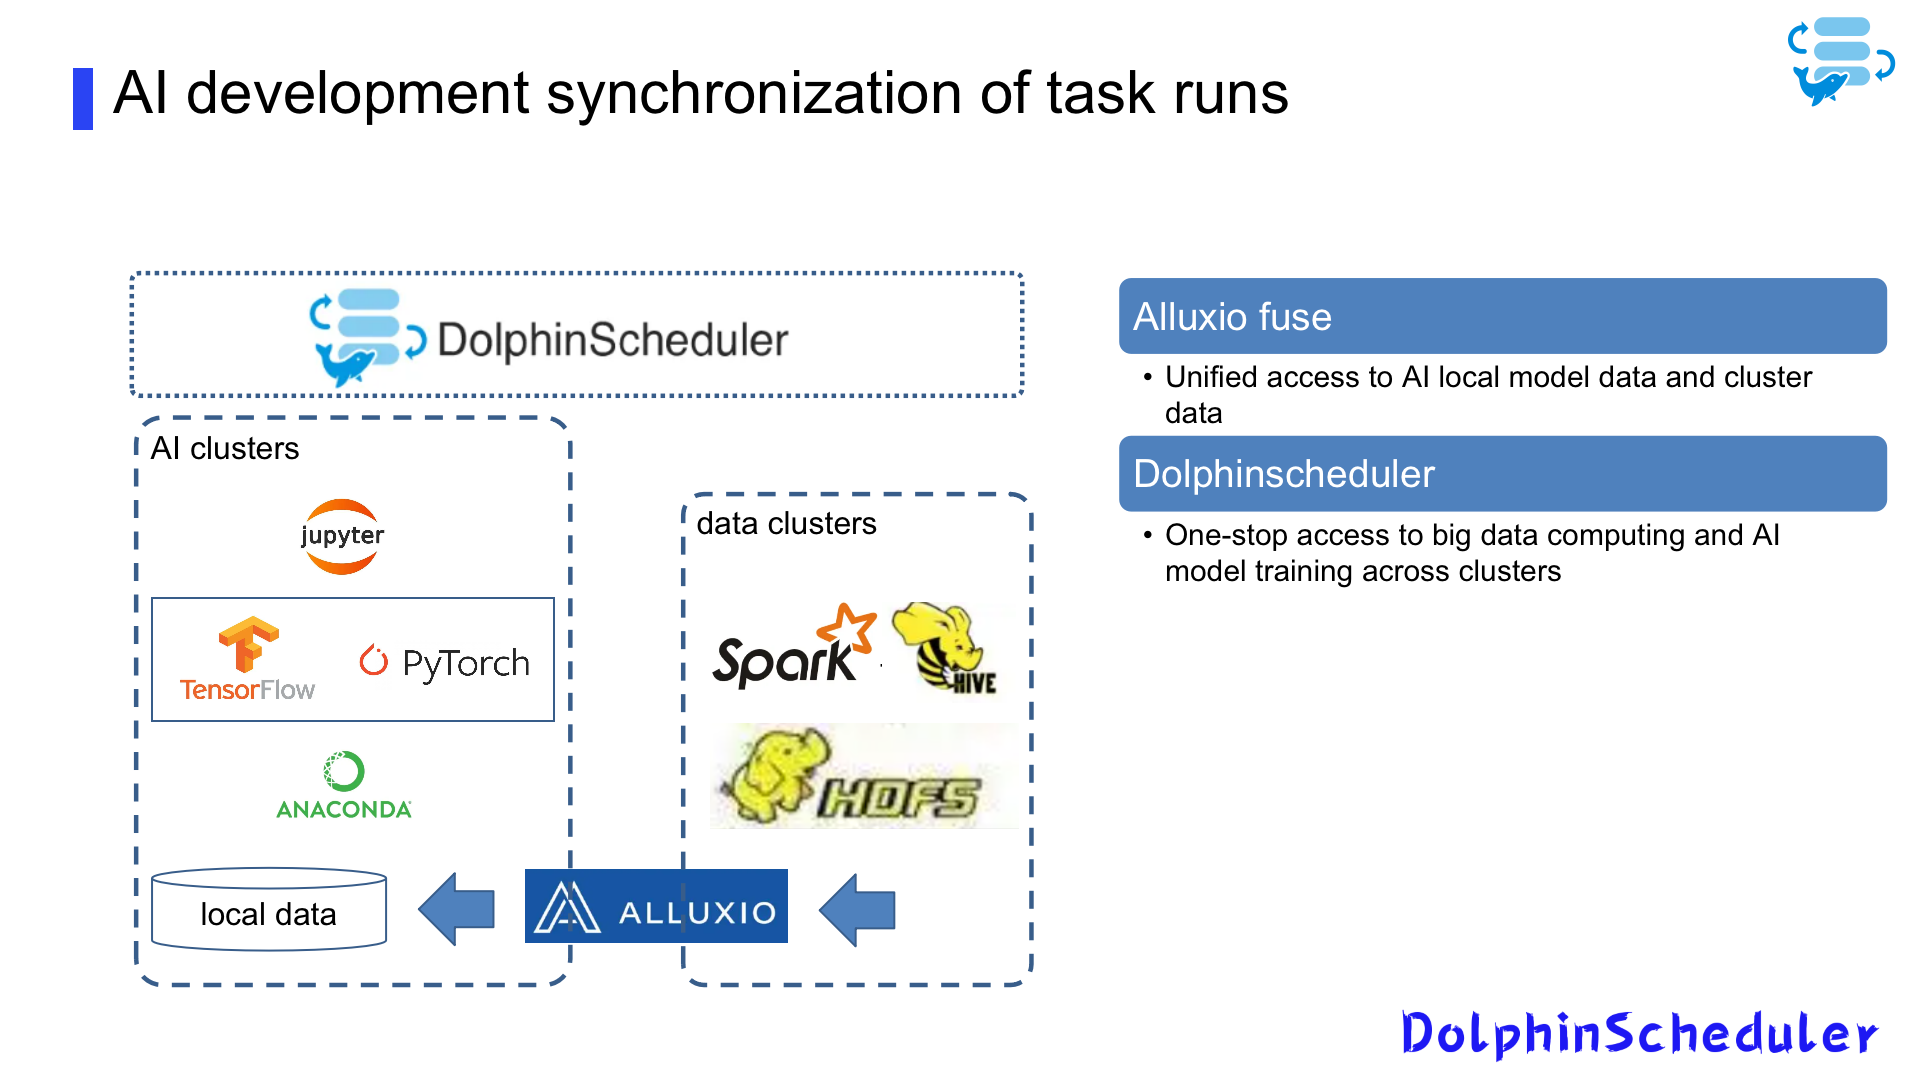 AI development synchronization of task runs
DolphinScheduler
AI clusters
jupyter
TensorFlow
PyTorch
ANACONDA
local data
ALLUXIO
data clusters
Spark
HIVE
HDFS
Alluxio fuse
• Unified access to AI local model data and cluster
data
Dolphinscheduler
• One-stop access to big data computing and AI
model training across clusters
DolphinScheduler